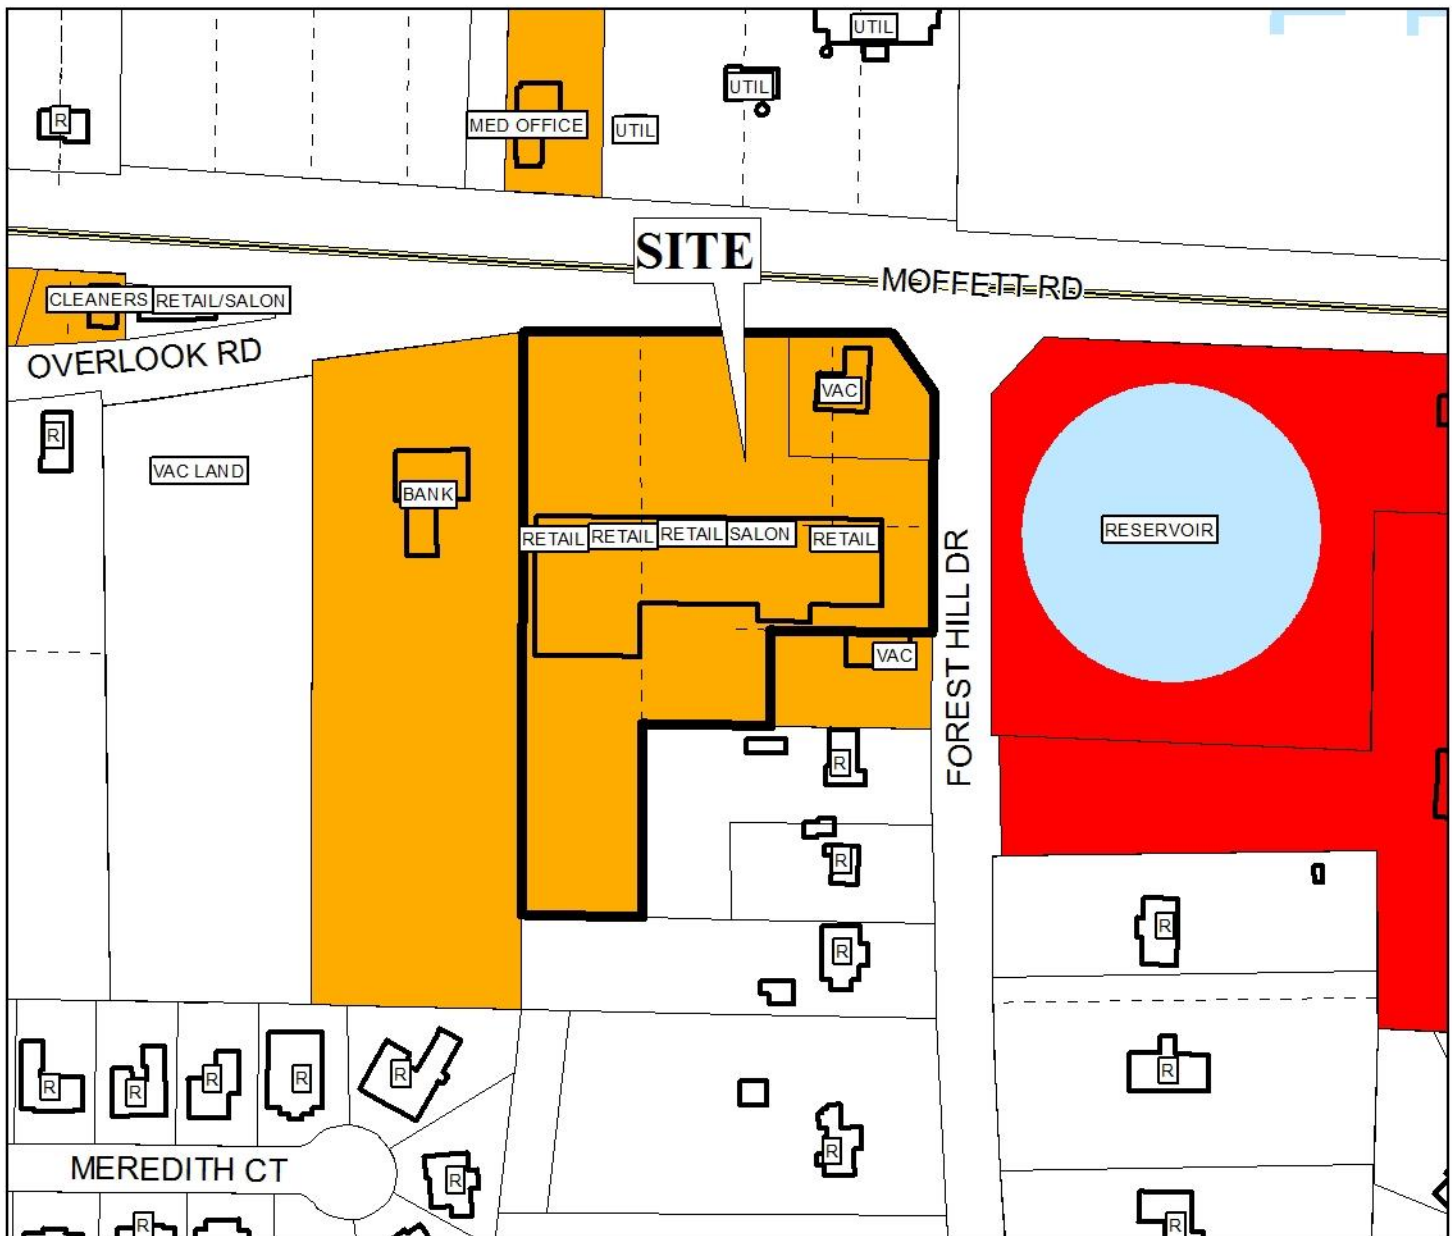 UTIL
UTIL
R
MED OFFICE
UTIL
SITE
MOFFETT RD
CLEANERS
RETAIL/SALON
OVERLOOK RD
VAC
R
VAC LAND
BANK
RETAIL
RETAIL
RETAIL
SALON
RETAIL
RESERVOIR
FOREST HILL DR
VAC
R
R
R
R
R
R
R
R
R
R
R
R
MEREDITH CT
R
R
R